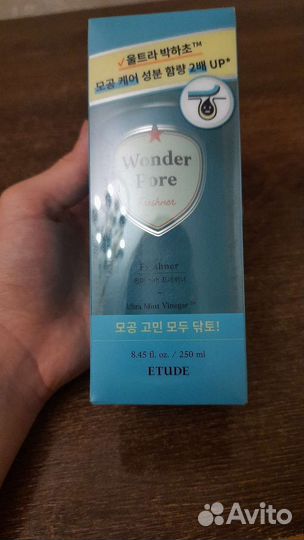 ✓울트라 박하초™
모공 케어 성분 함량 2배 UP*
Wonder
Pore
Freshner
Freshner
Ultra Mint Vinegar™
모공 고민 모두 닦토!
8.45 fl. oz. / 250 ml
ETUDE
Avito